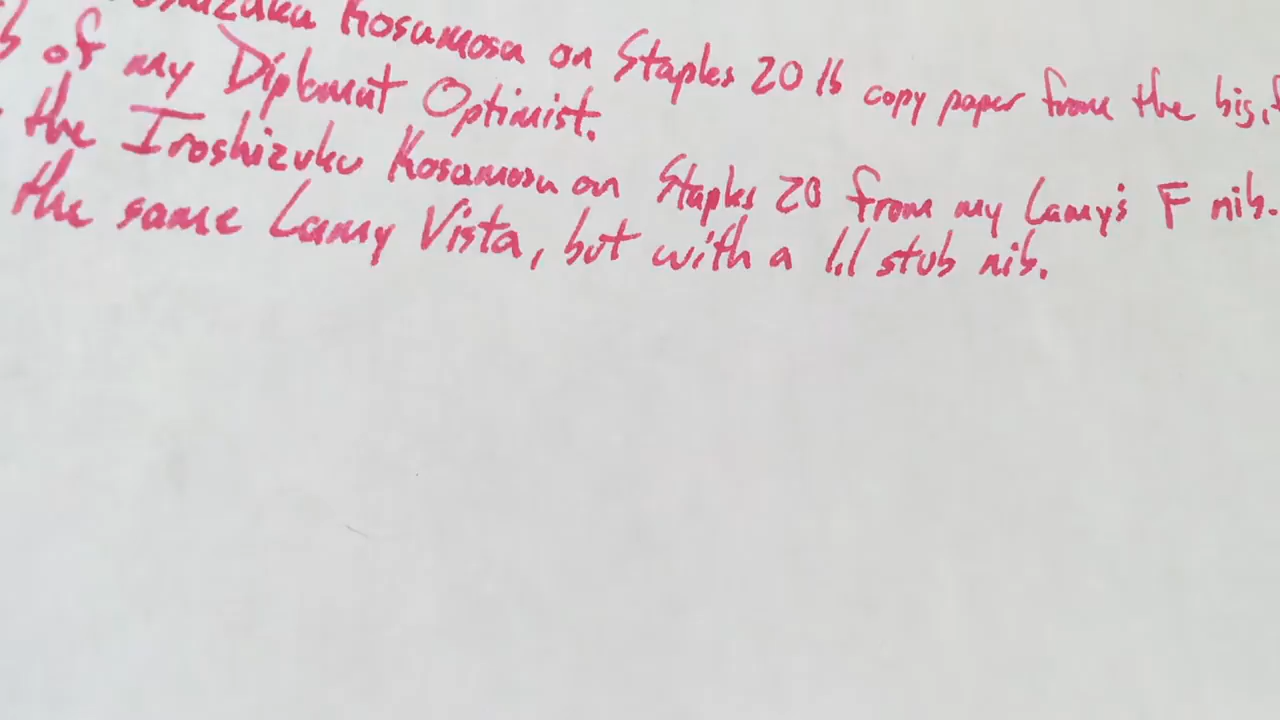 Kosumosu on Staples 20 lb copy paper from the big,
of my Diplomat Optimist.
the Iroshizuku Kosumosu on Staples 20 from my Lamy's F nib.
the same Lamy Vista, but with a 1.1 stub nib.